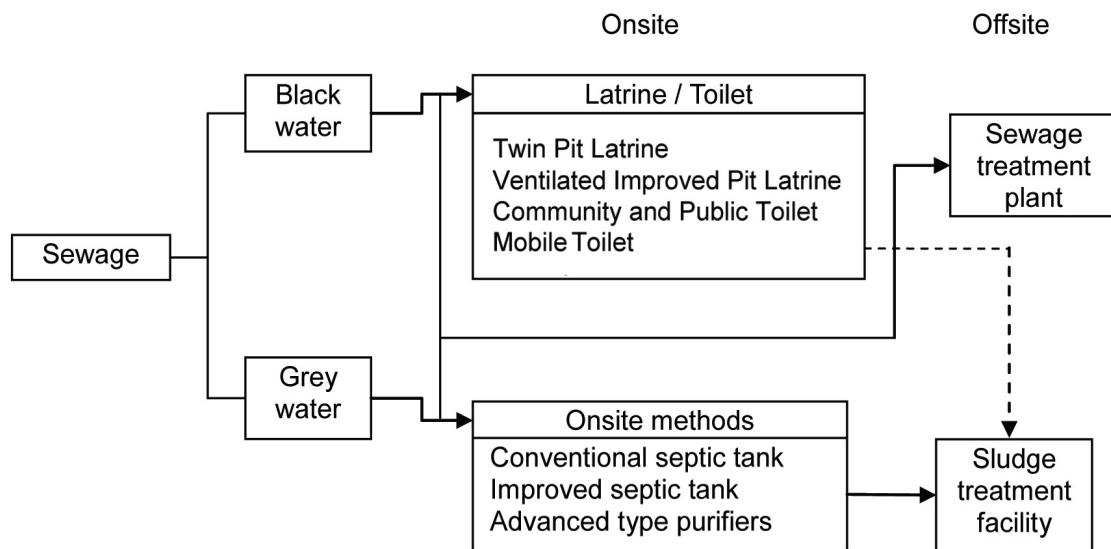 Onsite
Offsite
Black
water
Latrine / Toilet
Twin Pit Latrine
Ventilated Improved Pit Latrine
Community and Public Toilet
Mobile Toilet
Sewage
treatment
plant
Sewage
Grey
water
Onsite methods
Conventional septic tank
Improved septic tank
Advanced type purifiers
Sludge
treatment
facility